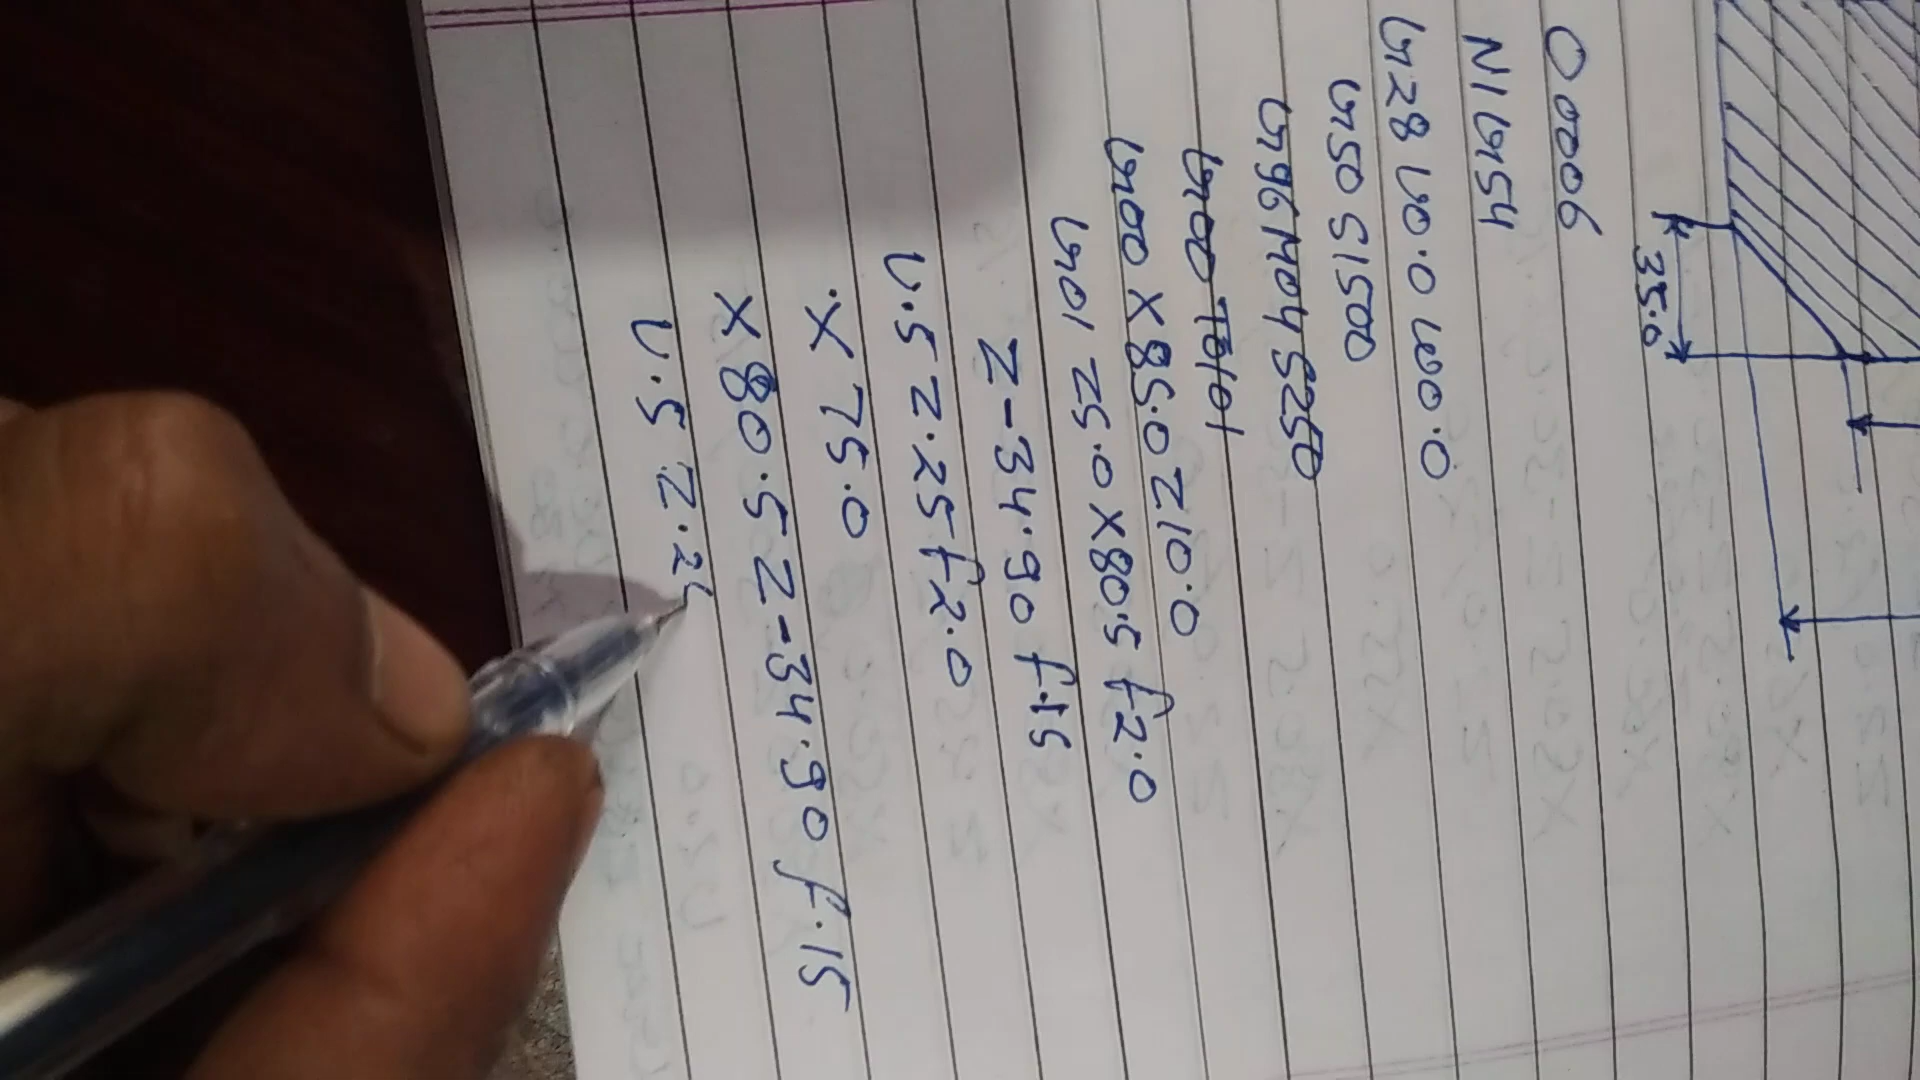 35.0
O0006
N1 G54
G28 U0.0 W0.0
G50 S1500
G96 M04 S250
G00 T0101
G00 X85.0 Z10.0
G01 Z5.0 X80.5 f2.0
Z-34.90 f.15
U.5 Z.25 f2.0
X75.0
X80.5 Z-34.90 f.15
U.5 Z.2